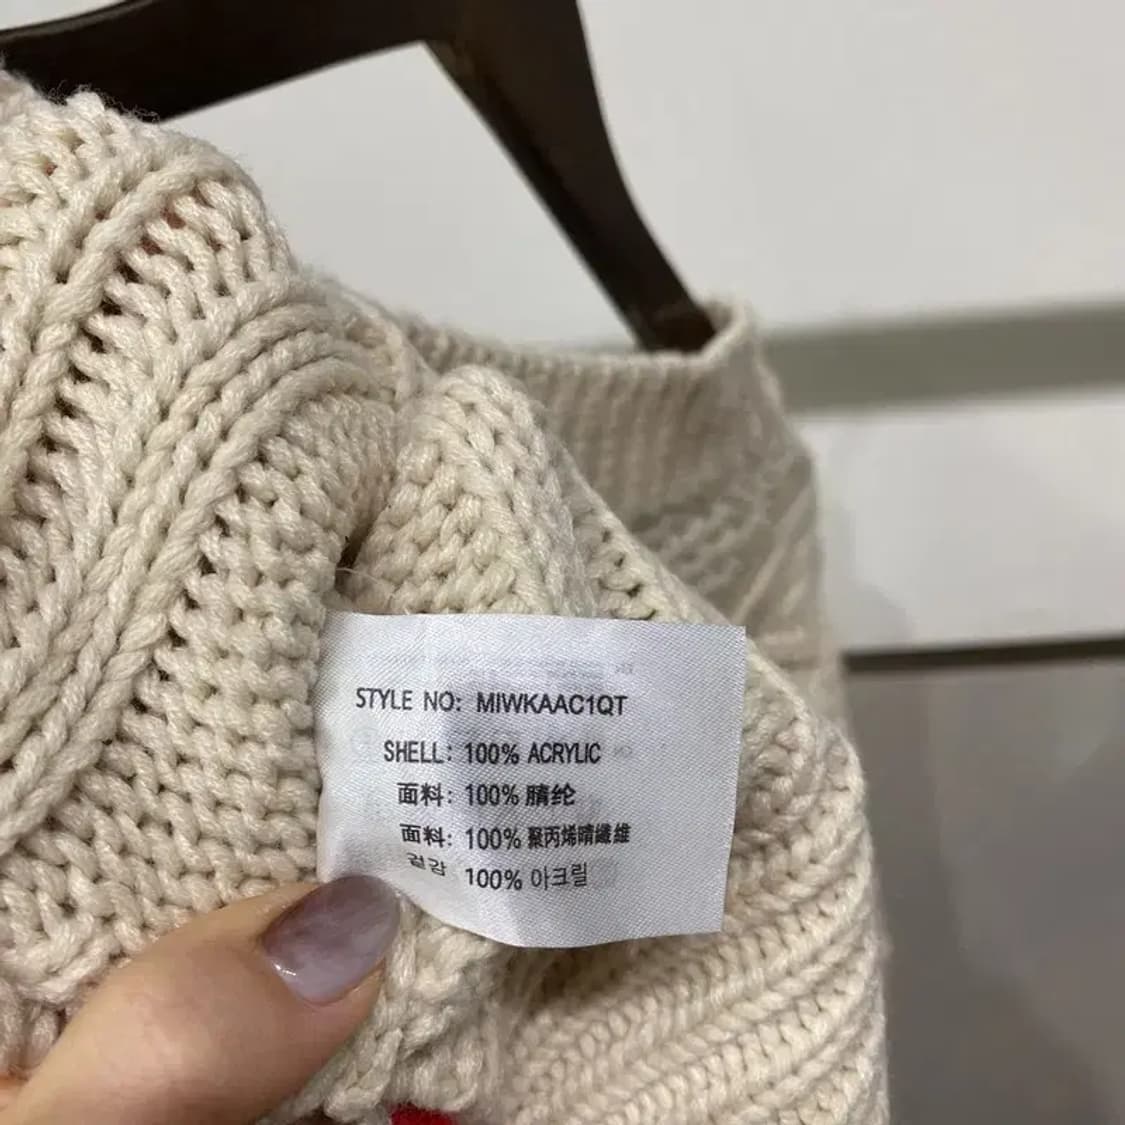 STYLE NO: MIWKAAC1QT
SHELL: 100% ACRYLIC
面料: 100% 腈纶
面料: 100% 聚丙烯晴纖維
겉감 100% 아크릴